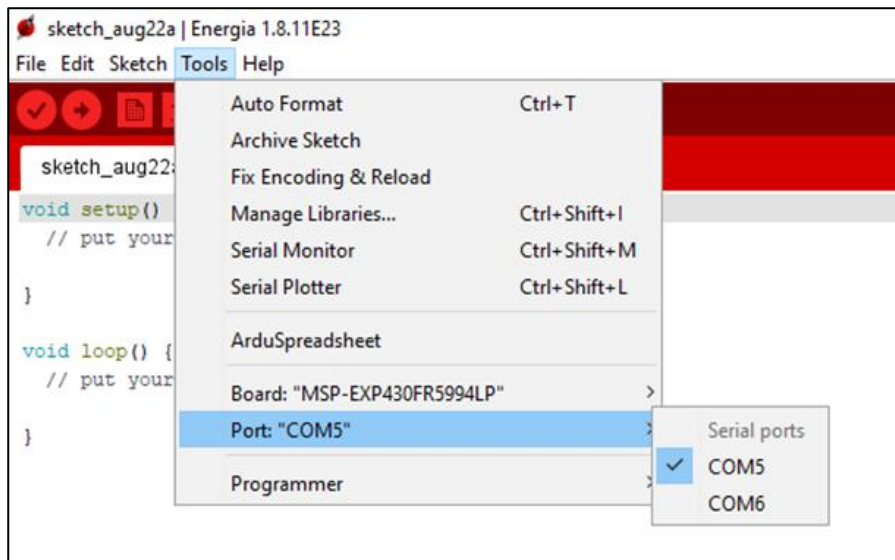 sketch_aug22a | Energia 1.8.11E23
File Edit Sketch Tools Help
sketch_aug22a
void setup()
// put your
}
void loop() {
// put your
}
Auto Format Ctrl+T
Archive Sketch
Fix Encoding & Reload
Manage Libraries... Ctrl+Shift+I
Serial Monitor Ctrl+Shift+M
Serial Plotter Ctrl+Shift+L
ArduSpreadsheet
Board: "MSP-EXP430FR5994LP"
Port: "COM5"
Programmer
Serial ports
COM5
COM6